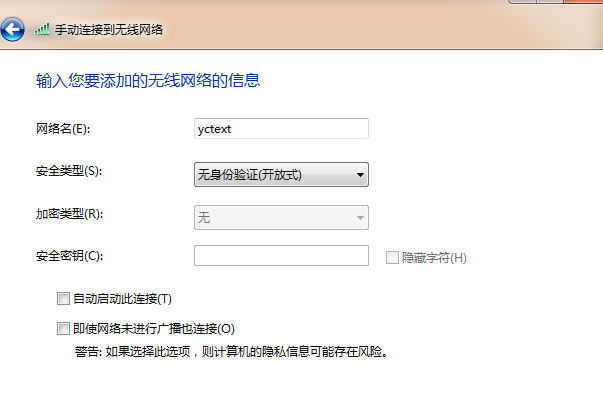 手动连接到无线网络
输入您要添加的无线网络的信息
网络名(E):
yctext
安全类型(S):
无身份验证(开放式)
加密类型(R):
无
安全密钥(C):
隐藏字符(H)
自动启动此连接(T)
即使网络未进行广播也连接(O)
警告: 如果选择此选项，则计算机的隐私信息可能存在风险。